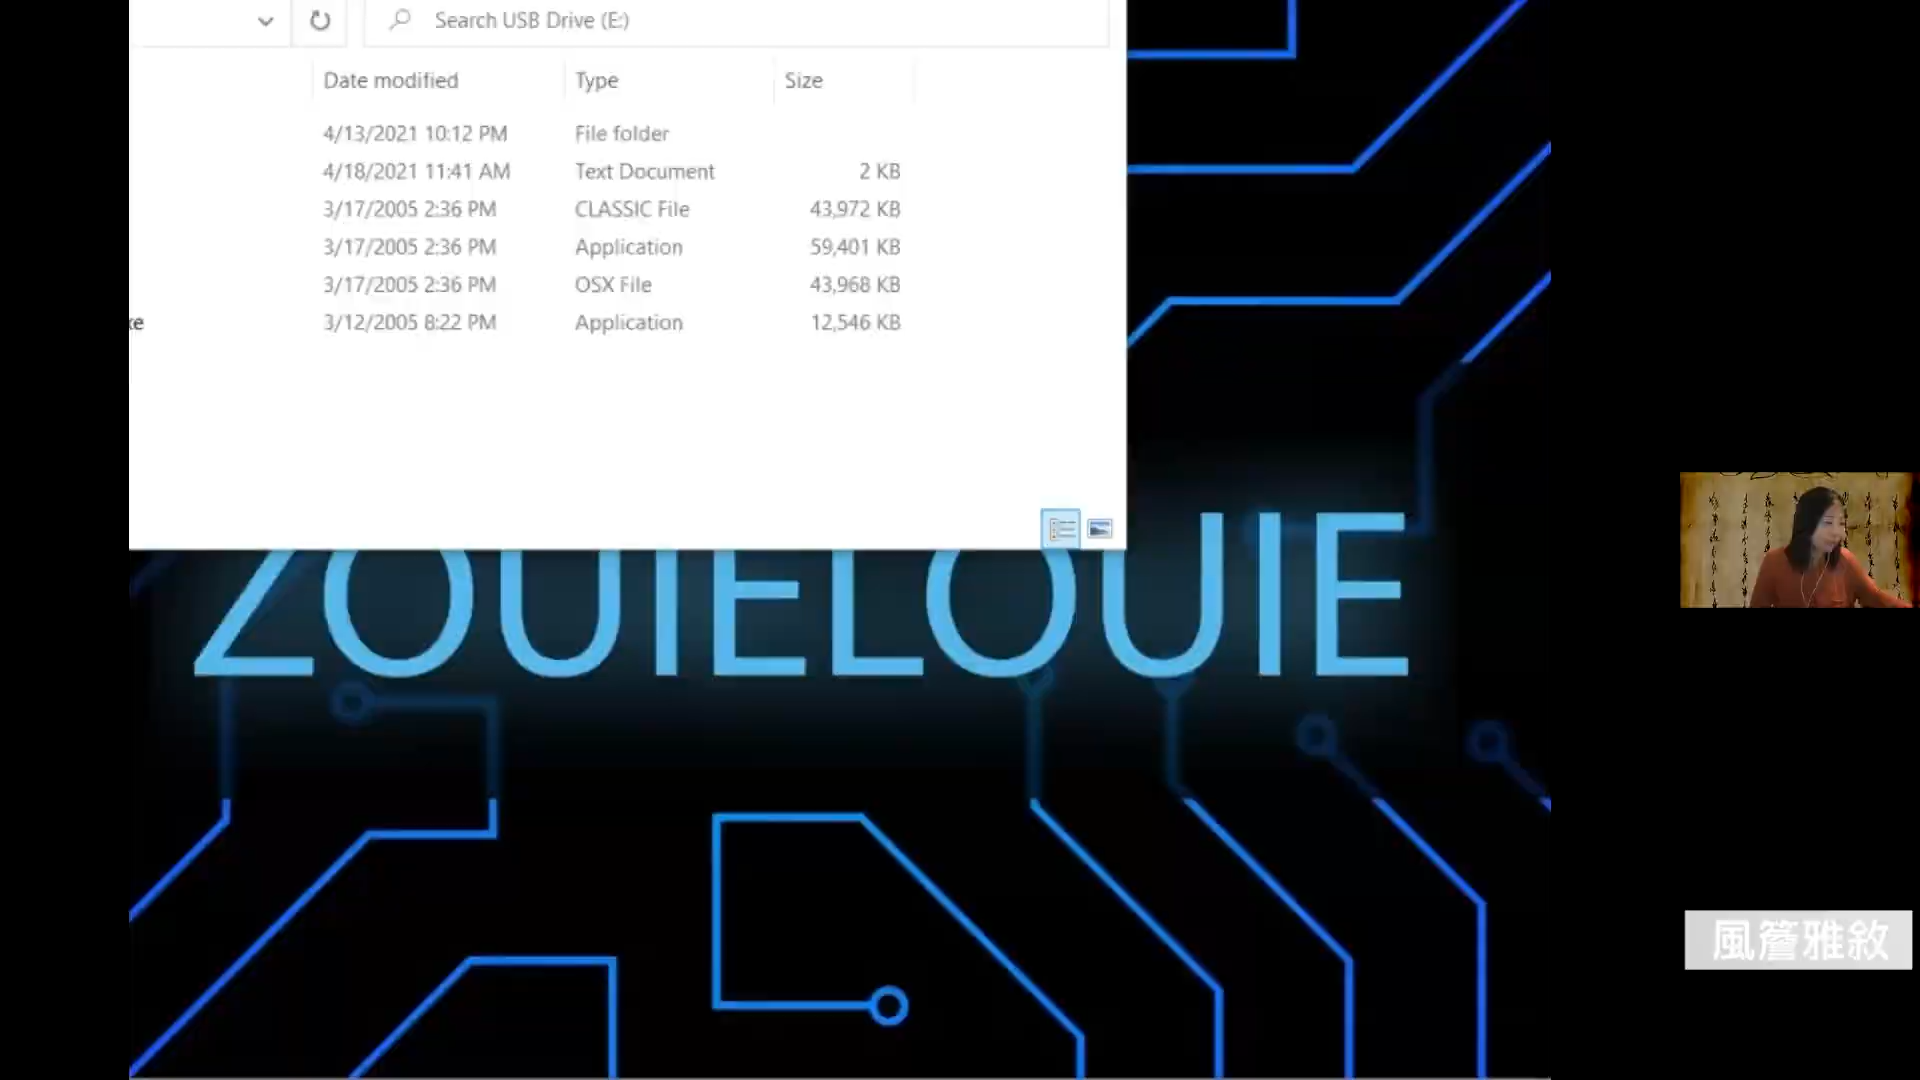 Search USB Drive (E:)
Date modified Type Size
4/13/2021 10:12 PM File folder
4/18/2021 11:41 AM Text Document 2 KB
3/17/2005 2:36 PM CLASSIC File 43,972 KB
3/17/2005 2:36 PM Application 59,401 KB
3/17/2005 2:36 PM OSX File 43,968 KB
xe 3/12/2005 8:22 PM Application 12,546 KB
ZOUIELOUIE
風簷雅敘